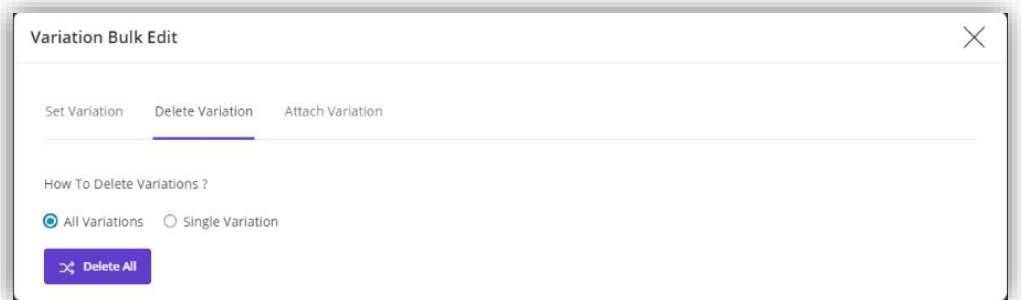 Variation Bulk Edit
Set Variation Delete Variation Attach Variation
How To Delete Variations ?
All Variations Single Variation
Delete All